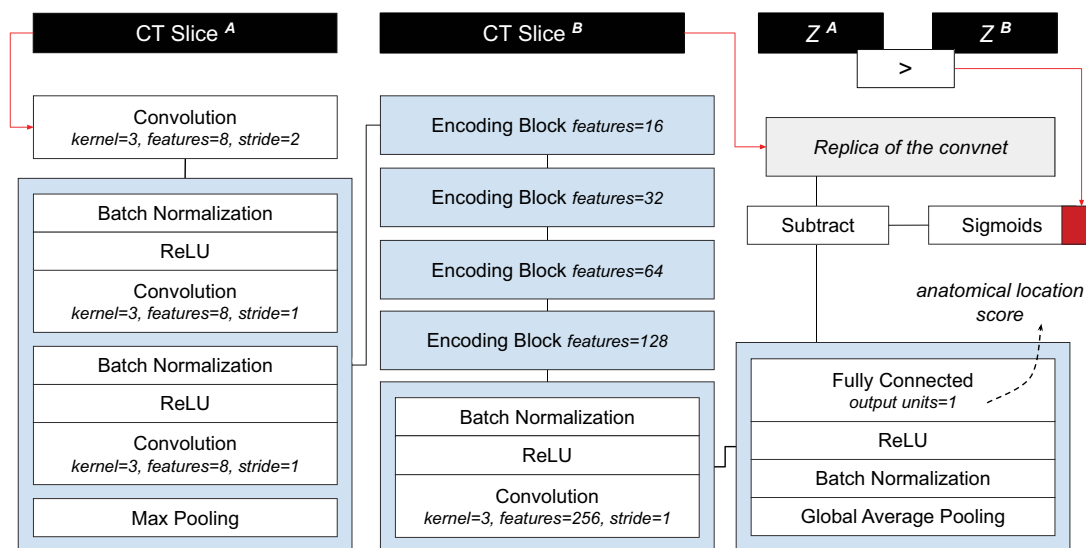 CT Slice A
Convolution
kernel=3, features=8, stride=2
Batch Normalization
ReLU
Convolution
kernel=3, features=8, stride=1
Batch Normalization
ReLU
Convolution
kernel=3, features=8, stride=1
Max Pooling
CT Slice B
Encoding Block features=16
Encoding Block features=32
Encoding Block features=64
Encoding Block features=128
Batch Normalization
ReLU
Convolution
kernel=3, features=256, stride=1
Z A
Z B
>
Replica of the convnet
Subtract
Sigmoids
anatomical location
score
Fully Connected
output units=1
ReLU
Batch Normalization
Global Average Pooling